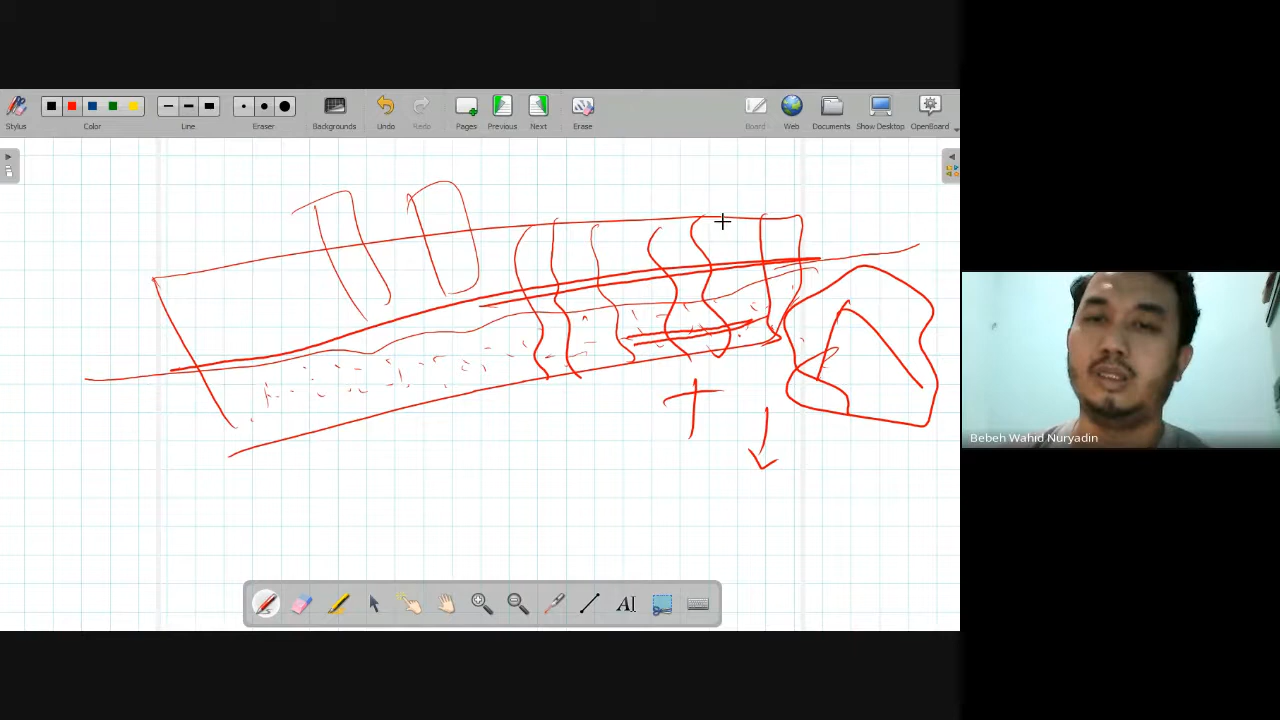 Stylus
Color
Line
Eraser
Backgrounds
Undo
Redo
Pages
Previous
Next
Erase
Board
Web
Documents
Show Desktop
OpenBoard
AI
Bebeh Wahid Nuryadin